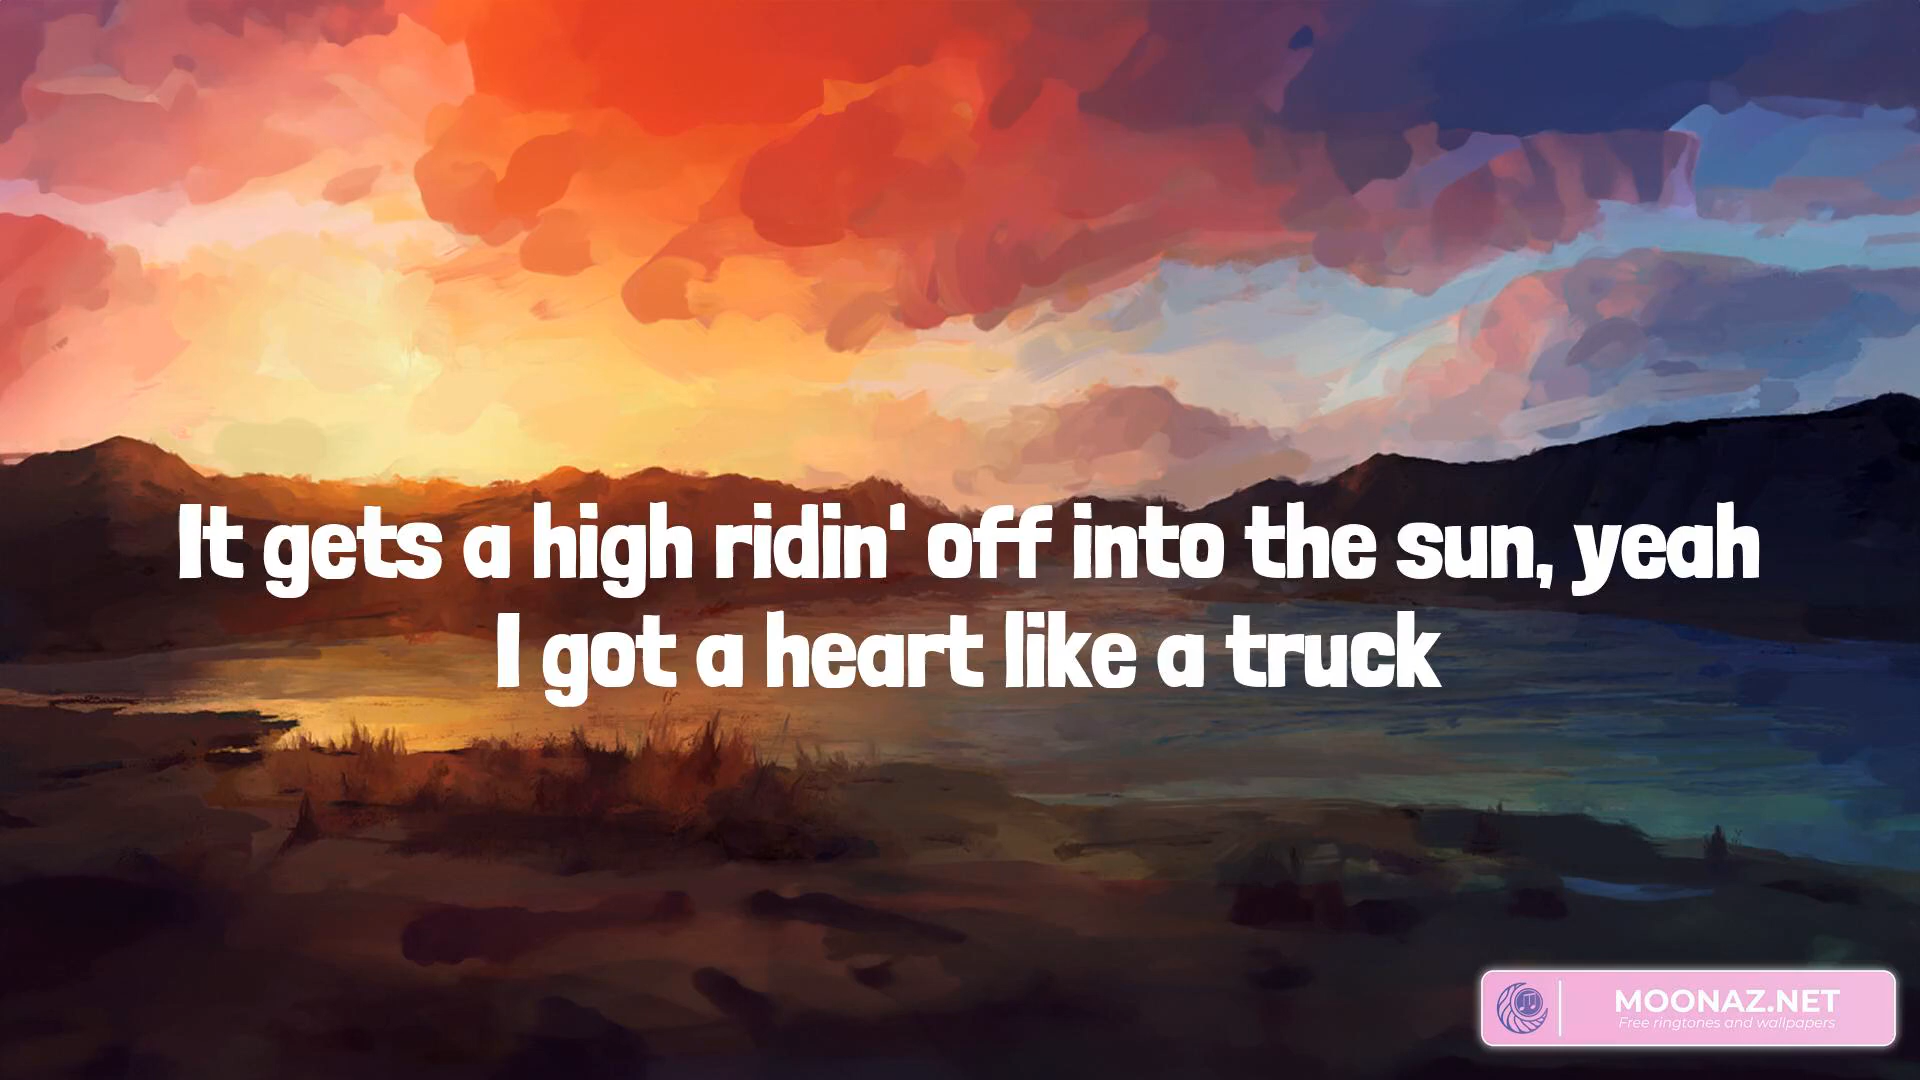 It gets a high ridin' off into the sun, yeah
I got a heart like a truck
MOONAZ.NET
Free ringtones and wallpapers